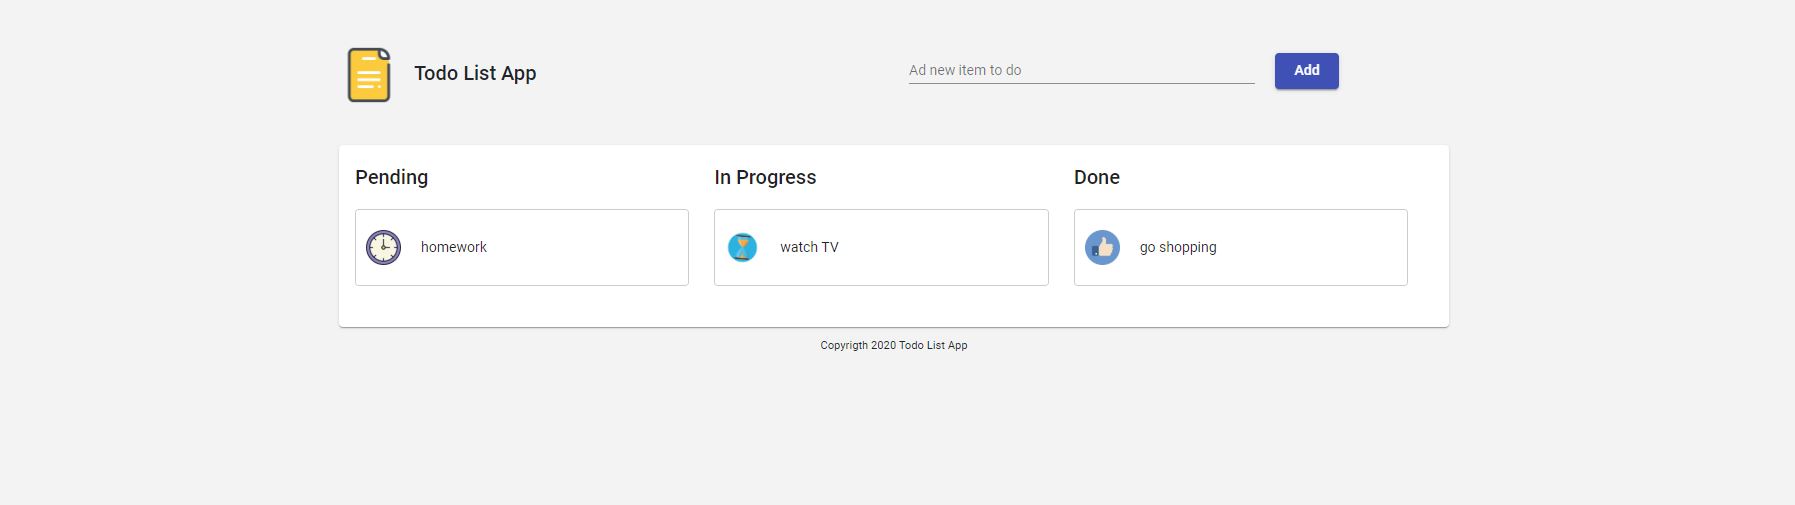 Todo List App
Ad new item to do
Add
Pending
In Progress
Done
homework
watch TV
go shopping
Copyrigth 2020 Todo List App